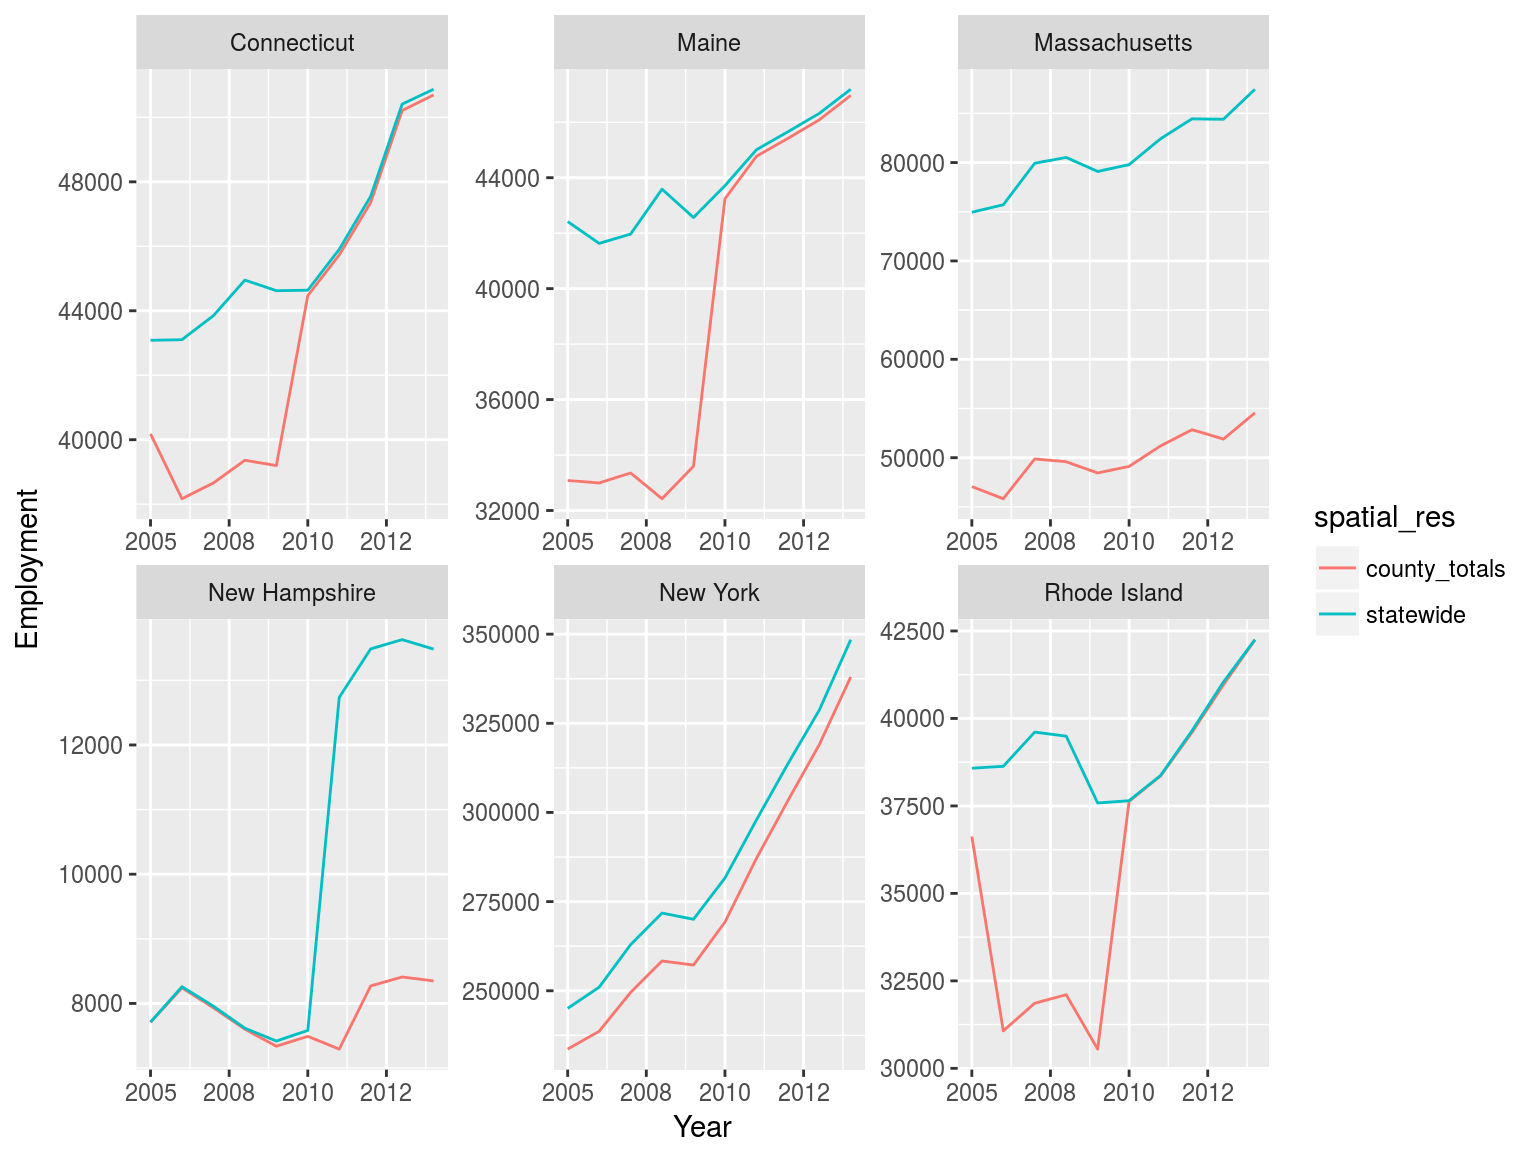 Connecticut
Maine
Massachusetts
48000
44000
40000
44000
40000
36000
32000
80000
70000
60000
50000
2005 2008 2010 2012
2005 2008 2010 2012
2005 2008 2010 2012
Employment
spatial_res
county_totals
statewide
New Hampshire
New York
Rhode Island
12000
10000
8000
350000
325000
300000
275000
250000
42500
40000
37500
35000
32500
30000
2005 2008 2010 2012
2005 2008 2010 2012
2005 2008 2010 2012
Year